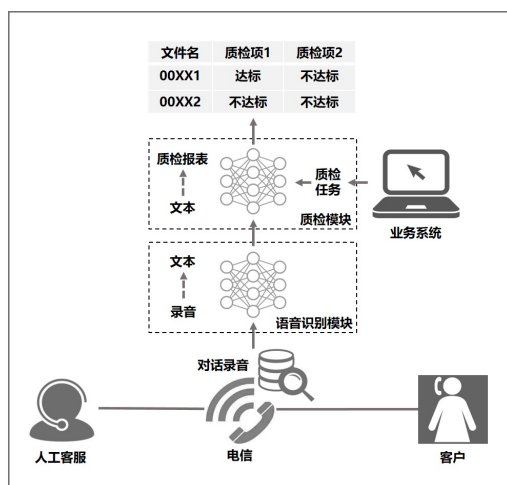 文件名 质检项1 质检项2
00XX1 达标 不达标
00XX2 不达标 不达标
质检报表
文本
质检
任务
质检模块
业务系统
文本
录音
语音识别模块
对话录音
人工客服
电信
客户